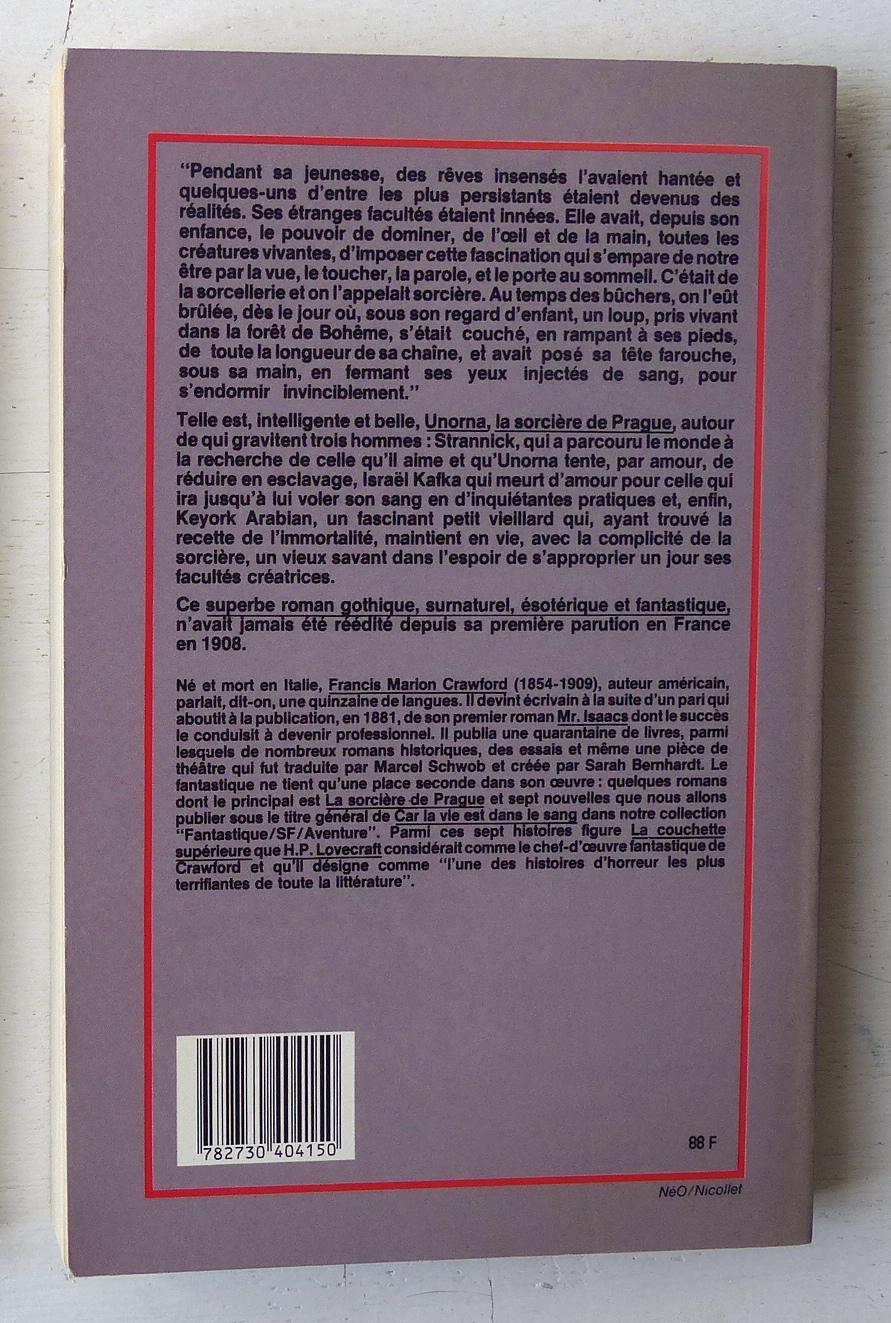 “Pendant sa jeunesse, des rêves insensés l’avaient hantée et
quelques-uns d’entre les plus persistants étaient devenus des
réalités. Ses étranges facultés étaient innées. Elle avait, depuis son
enfance, le pouvoir de dominer, de l’œil et de la main, toutes les
créatures vivantes, d’imposer cette fascination qui s’empare de notre
être par la vue, le toucher, la parole, et le porte au sommeil. C’était de
la sorcellerie et on l’appelait sorcière. Au temps des bûchers, on l’eût
brûlée, dès le jour où, sous son regard d’enfant, un loup, pris vivant
dans la forêt de Bohême, s’était couché, en rampant à ses pieds,
de toute la longueur de sa chaîne, et avait posé sa tête farouche,
sous sa main, en fermant ses yeux injectés de sang, pour
s’endormir invinciblement.”
Telle est, intelligente et belle, Unorna, la sorcière de Prague, autour
de qui gravitent trois hommes : Strannick, qui a parcouru le monde à
la recherche de celle qu’il aime et qu’Unorna tente, par amour, de
réduire en esclavage, Israël Kafka qui meurt d’amour pour celle qui
ira jusqu’à lui voler son sang en d’inquiétantes pratiques et, enfin,
Keyork Arabian, un fascinant petit vieillard qui, ayant trouvé la
recette de l’immortalité, maintient en vie, avec la complicité de la
sorcière, un vieux savant dans l’espoir de s’approprier un jour ses
facultés créatrices.
Ce superbe roman gothique, surnaturel, ésotérique et fantastique,
n’avait jamais été réédité depuis sa première parution en France
en 1908.
Né et mort en Italie, Francis Marion Crawford (1854-1909), auteur américain,
parlait, dit-on, une quinzaine de langues. Il devint écrivain à la suite d’un pari qui
aboutit à la publication, en 1881, de son premier roman Mr. Isaacs dont le succès
le conduisit à devenir professionnel. Il publia une quarantaine de livres, parmi
lesquels de nombreux romans historiques, des essais et même une pièce de
théâtre qui fut traduite par Marcel Schwob et créée par Sarah Bernhardt. Le
fantastique ne tient qu’une place seconde dans son œuvre : quelques romans
dont le principal est La sorcière de Prague et sept nouvelles que nous allons
publier sous le titre général de Car la vie est dans le sang dans notre collection
“Fantastique/SF/Aventure”. Parmi ces sept histoires figure La couchette
supérieure que H.P. Lovecraft considérait comme le chef-d’œuvre fantastique de
Crawford et qu’il désigne comme “l’une des histoires d’horreur les plus
terrifiantes de toute la littérature”.
782730 404150
88 F
NéO/Nicollet